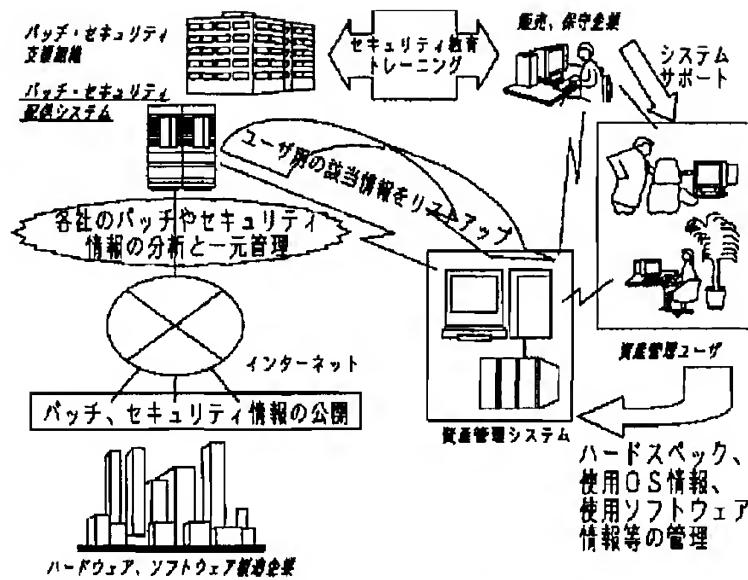 パッチ・セキュリティ
支援組織
セキュリティ教育
トレーニング
販売、保守企業
システム
サポート
パッチ・セキュリティ
配供システム
ユーザ別の該当情報をリストアップ
各社のパッチやセキュリティ
情報の分析と一元管理
インターネット
パッチ、セキュリティ情報の公開
資産管理システム
資産管理ユーザ
ハードスペック、
使用OS情報、
使用ソフトウェア
情報等の管理
ハードウェア、ソフトウェア製造企業